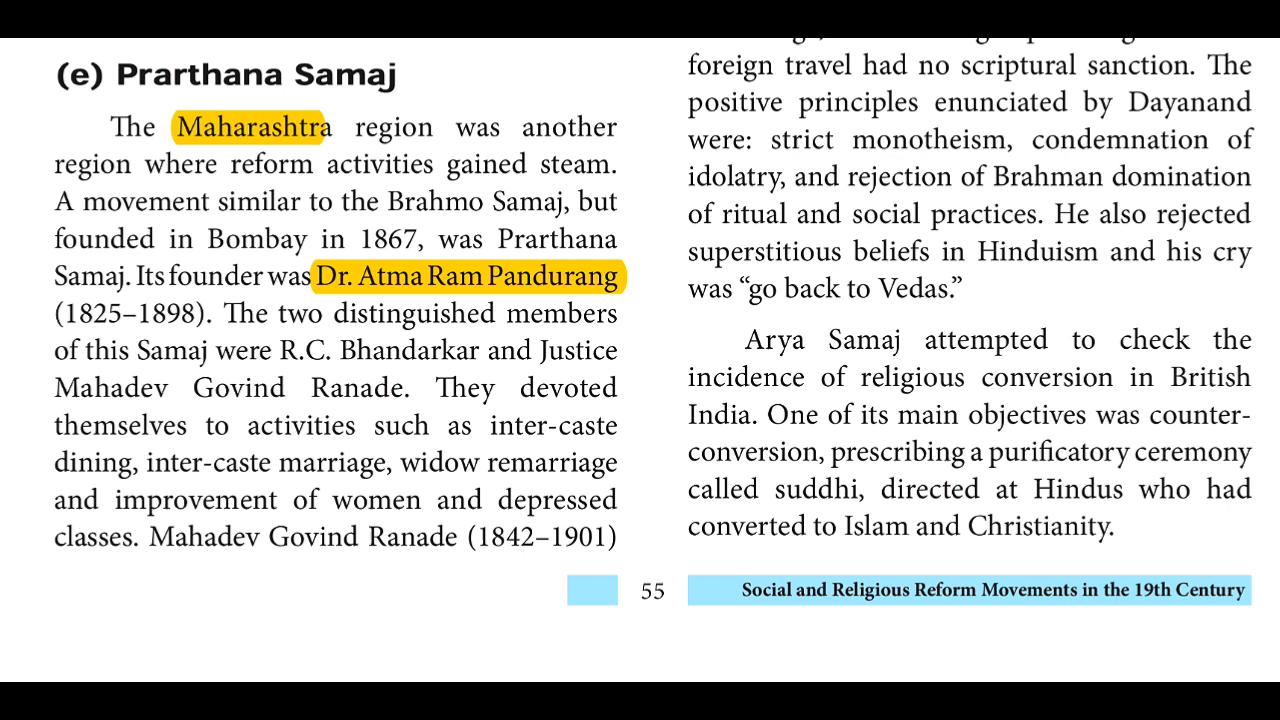 (e) Prarthana Samaj
The Maharashtra region was another
region where reform activities gained steam.
A movement similar to the Brahmo Samaj, but
founded in Bombay in 1867, was Prarthana
Samaj. Its founder was Dr. Atma Ram Pandurang
(1825–1898). The two distinguished members
of this Samaj were R.C. Bhandarkar and Justice
Mahadev Govind Ranade. They devoted
themselves to activities such as inter-caste
dining, inter-caste marriage, widow remarriage
and improvement of women and depressed
classes. Mahadev Govind Ranade (1842–1901)
foreign travel had no scriptural sanction. The
positive principles enunciated by Dayanand
were: strict monotheism, condemnation of
idolatry, and rejection of Brahman domination
of ritual and social practices. He also rejected
superstitious beliefs in Hinduism and his cry
was “go back to Vedas.”
Arya Samaj attempted to check the
incidence of religious conversion in British
India. One of its main objectives was counter-
conversion, prescribing a purificatory ceremony
called suddhi, directed at Hindus who had
converted to Islam and Christianity.
55
Social and Religious Reform Movements in the 19th Century